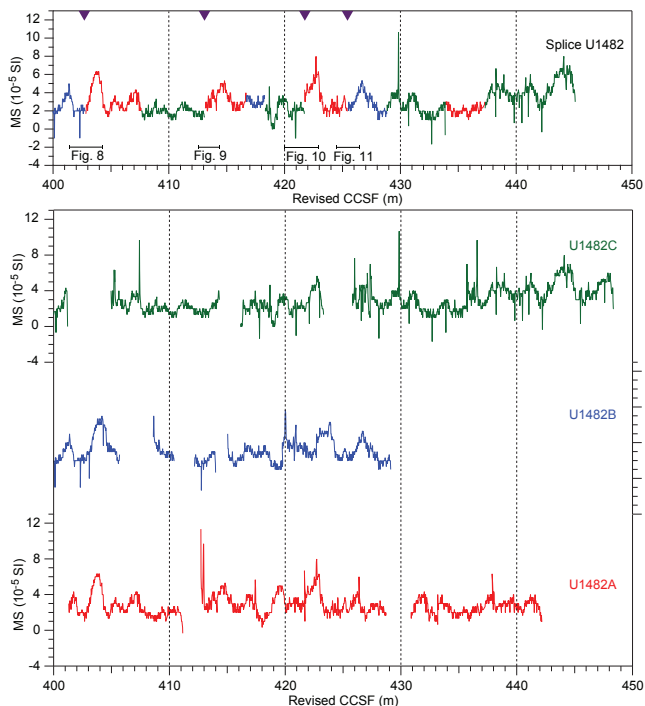 12
10
8
6
4
2
0
−2
−4
MS (10⁻⁵ SI)
Splice U1482
Fig. 8
Fig. 9
Fig. 10
Fig. 11
400
410
420
430
440
450
Revised CCSF (m)
12
8
4
0
−4
MS (10⁻⁵ SI)
U1482C
U1482B
12
8
4
0
−4
MS (10⁻⁵ SI)
U1482A
400
410
420
430
440
450
Revised CCSF (m)